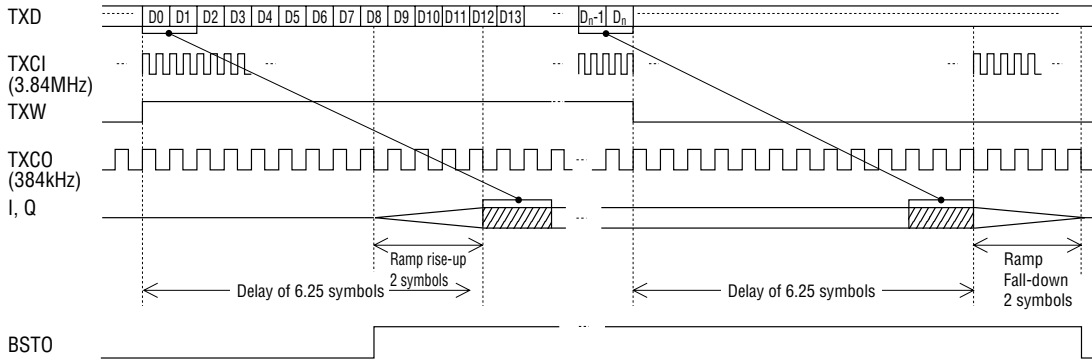 TXD
D0 D1 D2 D3 D4 D5 D6 D7 D8 D9 D10 D11 D12 D13 Dn-1 Dn
TXCI
(3.84MHz)
TXW
TXCO
(384kHz)
I, Q
Ramp rise-up
2 symbols
Ramp
Fall-down
2 symbols
Delay of 6.25 symbols
Delay of 6.25 symbols
BSTO